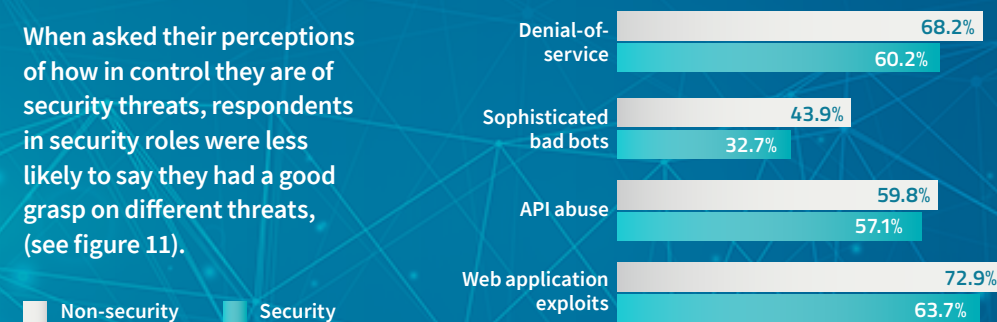 When asked their perceptions
of how in control they are of
security threats, respondents
in security roles were less
likely to say they had a good
grasp on different threats,
(see figure 11).
Non-security
Security
Denial-of-
service
68.2%
60.2%
Sophisticated
bad bots
43.9%
32.7%
API abuse
59.8%
57.1%
Web application
exploits
72.9%
63.7%